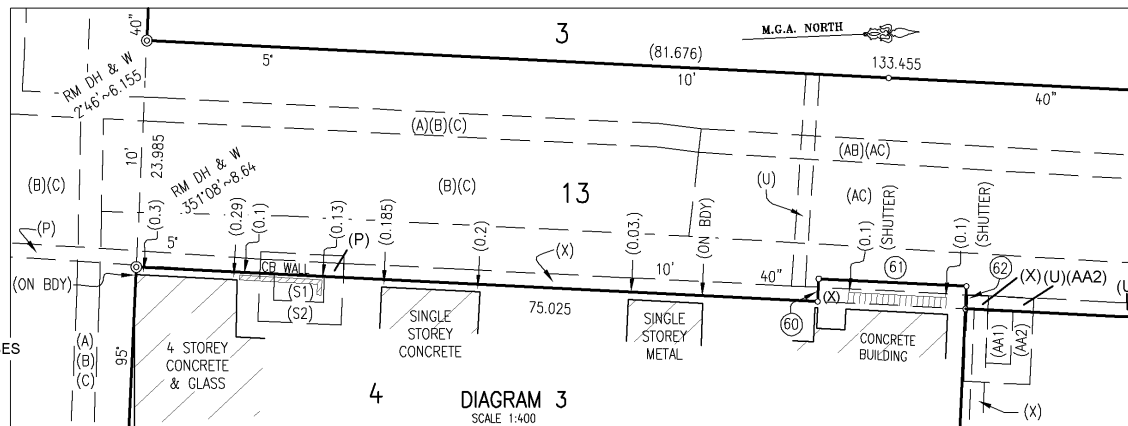 40"
3
M.G.A. NORTH
(81.676)
133.455
5°
10'
40"
RM DH & W
2°46'~6.155
(A)(B)(C)
(AB)(AC)
10'
23.985
RM DH & W
351°08'~8.64
(B)(C)
(B)(C)
13
(U)
(AC)
(P)
(0.3)
(0.29)
(0.1)
(0.13)
(P)
(0.185)
(0.2)
(0.03.)
(ON BDY)
(0.1)
(SHUTTER)
(0.1)
(SHUTTER)
5°
(X)
10'
40"
61
62
(X)(U)(AA2)
(ON BDY)
CB WALL
(S1)
(S2)
75.025
(X)
60
SINGLE
STOREY
CONCRETE
SINGLE
STOREY
METAL
CONCRETE
BUILDING
(AA1)
(AA2)
(A)
(B)
(C)
95°
4 STOREY
CONCRETE
& GLASS
4
DIAGRAM 3
SCALE 1:400
(X)